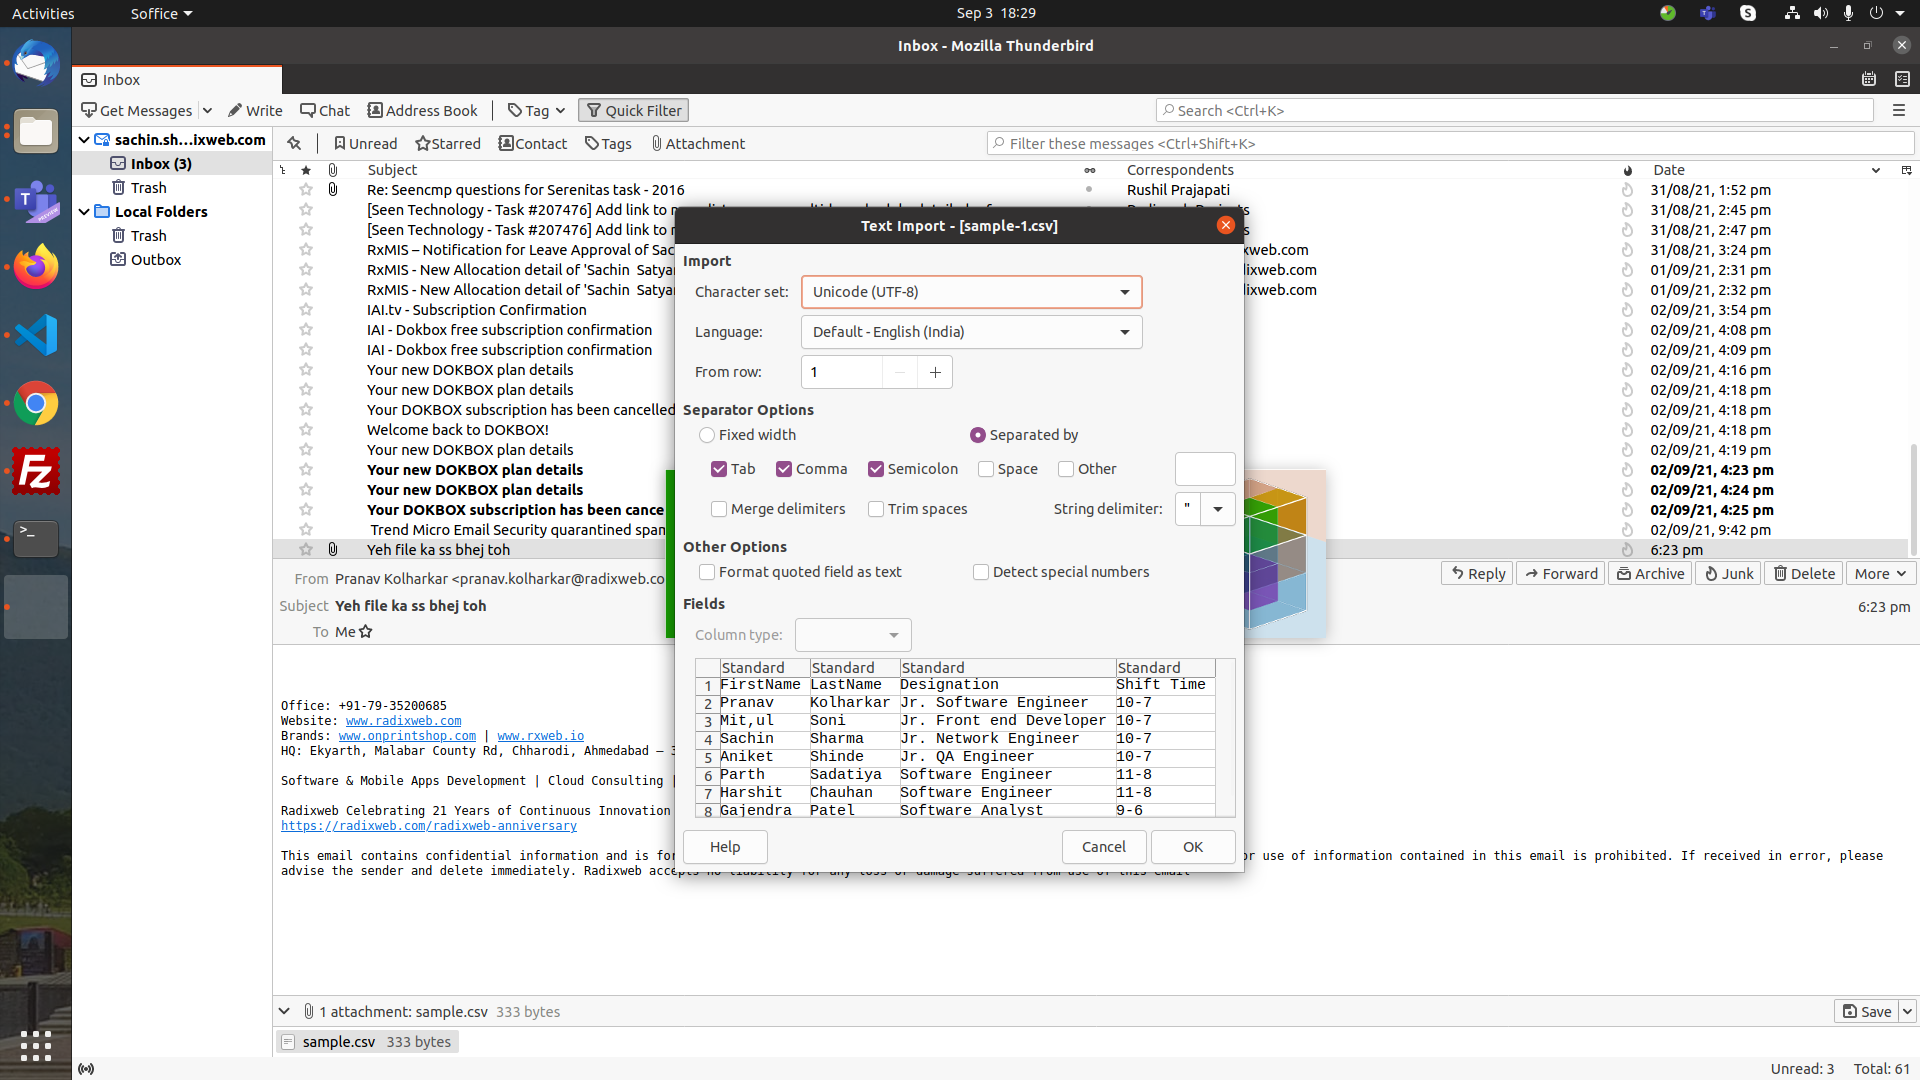 Activities
Soffice
Sep 3 18:29
Inbox - Mozilla Thunderbird
Inbox
Get Messages
Write
Chat
Address Book
Tag
Quick Filter
Search <Ctrl+K>
sachin.sh...ixweb.com
Inbox (3)
Trash
Local Folders
Trash
Outbox
Unread
Starred
Contact
Tags
Attachment
Filter these messages <Ctrl+Shift+K>
Subject
Correspondents
Date
Re: Seencmp questions for Serenitas task - 2016
Rushil Prajapati
31/08/21, 1:52 pm
[Seen Technology - Task #207476] Add link to
31/08/21, 2:45 pm
[Seen Technology - Task #207476] Add link to
31/08/21, 2:47 pm
RxMIS – Notification for Leave Approval of Sac
xweb.com
31/08/21, 3:24 pm
RxMIS - New Allocation detail of 'Sachin Satya
ixweb.com
01/09/21, 2:31 pm
RxMIS - New Allocation detail of 'Sachin Satya
ixweb.com
01/09/21, 2:32 pm
IAI.tv - Subscription Confirmation
02/09/21, 3:54 pm
IAI - Dokbox free subscription confirmation
02/09/21, 4:08 pm
IAI - Dokbox free subscription confirmation
02/09/21, 4:09 pm
Your new DOKBOX plan details
02/09/21, 4:16 pm
Your new DOKBOX plan details
02/09/21, 4:18 pm
Your DOKBOX subscription has been cancelled
02/09/21, 4:18 pm
Welcome back to DOKBOX!
02/09/21, 4:18 pm
Your new DOKBOX plan details
02/09/21, 4:19 pm
Your new DOKBOX plan details
02/09/21, 4:23 pm
Your new DOKBOX plan details
02/09/21, 4:24 pm
Your DOKBOX subscription has been cance
02/09/21, 4:25 pm
Trend Micro Email Security quarantined span
02/09/21, 9:42 pm
Yeh file ka ss bhej toh
6:23 pm
From Pranav Kolharkar <pranav.kolharkar@radixweb.co
Reply
Forward
Archive
Junk
Delete
More
Subject Yeh file ka ss bhej toh
6:23 pm
To Me
Text Import - [sample-1.csv]
Import
Character set: Unicode (UTF-8)
Language: Default - English (India)
From row: 1
Separator Options
Fixed width
Separated by
Tab
Comma
Semicolon
Space
Other
Merge delimiters
Trim spaces
String delimiter: "
Other Options
Format quoted field as text
Detect special numbers
Fields
Column type:
Standard Standard Standard Standard
1 FirstName LastName Designation Shift Time
2 Pranav Kolharkar Jr. Software Engineer 10-7
3 Mit,ul Soni Jr. Front end Developer 10-7
4 Sachin Sharma Jr. Network Engineer 10-7
5 Aniket Shinde Jr. QA Engineer 10-7
6 Parth Sadatiya Software Engineer 11-8
7 Harshit Chauhan Software Engineer 11-8
8 Gajendra Patel Software Analyst 9-6
Help
Cancel
OK
Office: +91-79-35200685
Website: www.radixweb.com
Brands: www.onprintshop.com | www.rxweb.io
HQ: Ekyarth, Malabar County Rd, Chharodi, Ahmedabad – 3
Software & Mobile Apps Development | Cloud Consulting |
Radixweb Celebrating 21 Years of Continuous Innovation
https://radixweb.com/radixweb-anniversary
This email contains confidential information and is for
or use of information contained in this email is prohibited. If received in error, please
advise the sender and delete immediately. Radixweb accepts no liability for any loss or damage suffered from use of this email
1 attachment: sample.csv 333 bytes
Save
sample.csv 333 bytes
Unread: 3
Total: 61